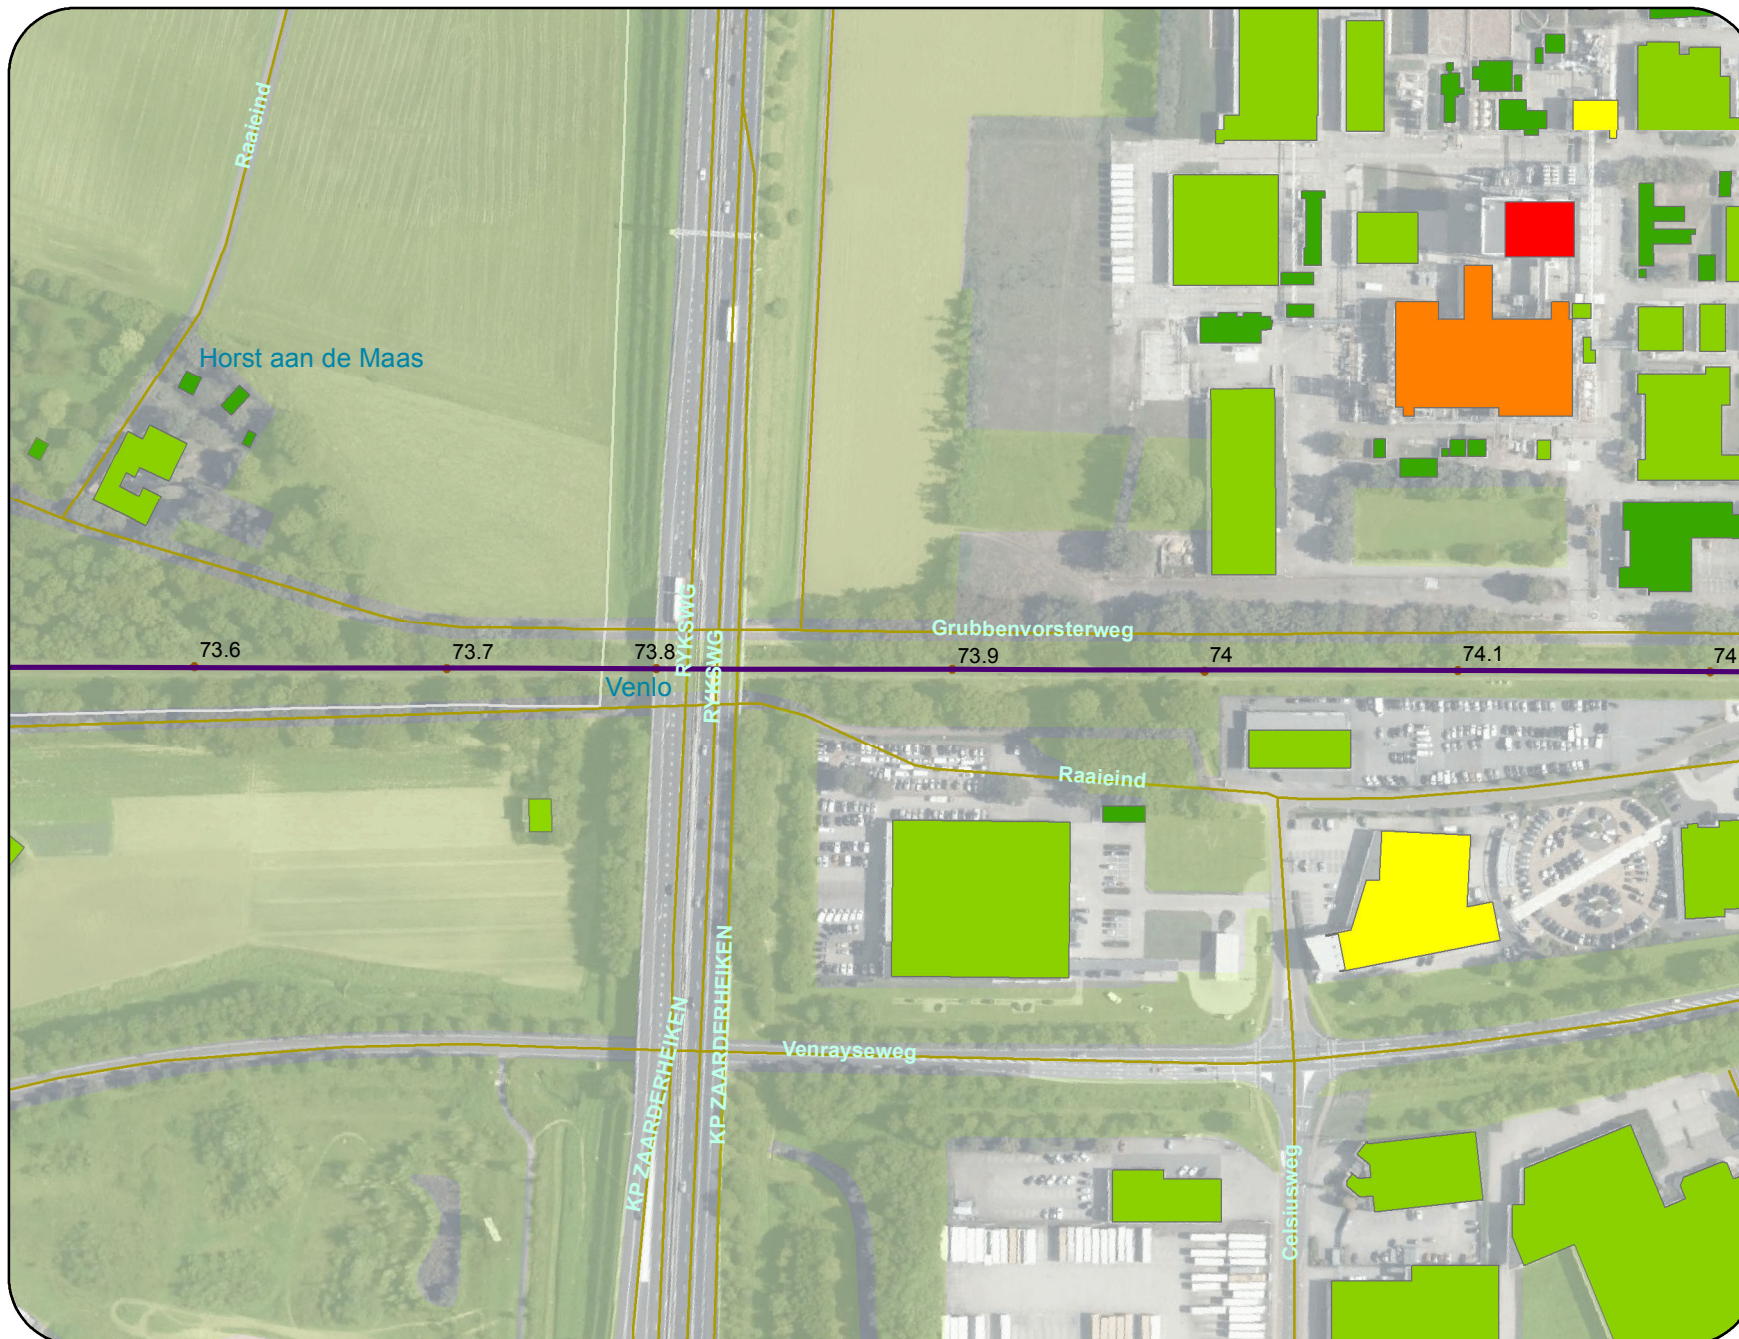 Raaieind
Horst aan de Maas
RYKSWG
RYKSWG
Grubbenvorsterweg
73.6
73.7
73.8
73.9
74
74.1
74
Venlo
Raaieind
KP ZAARDERHEIKEN
KP ZAARDERHEIKEN
Venrayseweg
Celsiusweg